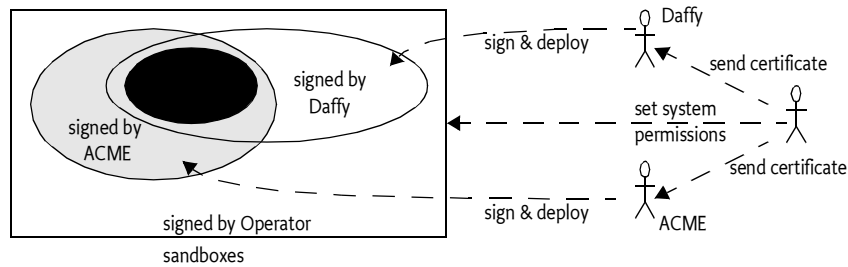 Daffy
sign & deploy
send certificate
signed by
Daffy
set system
permissions
signed by
ACME
send certificate
sign & deploy
ACME
signed by Operator
sandboxes